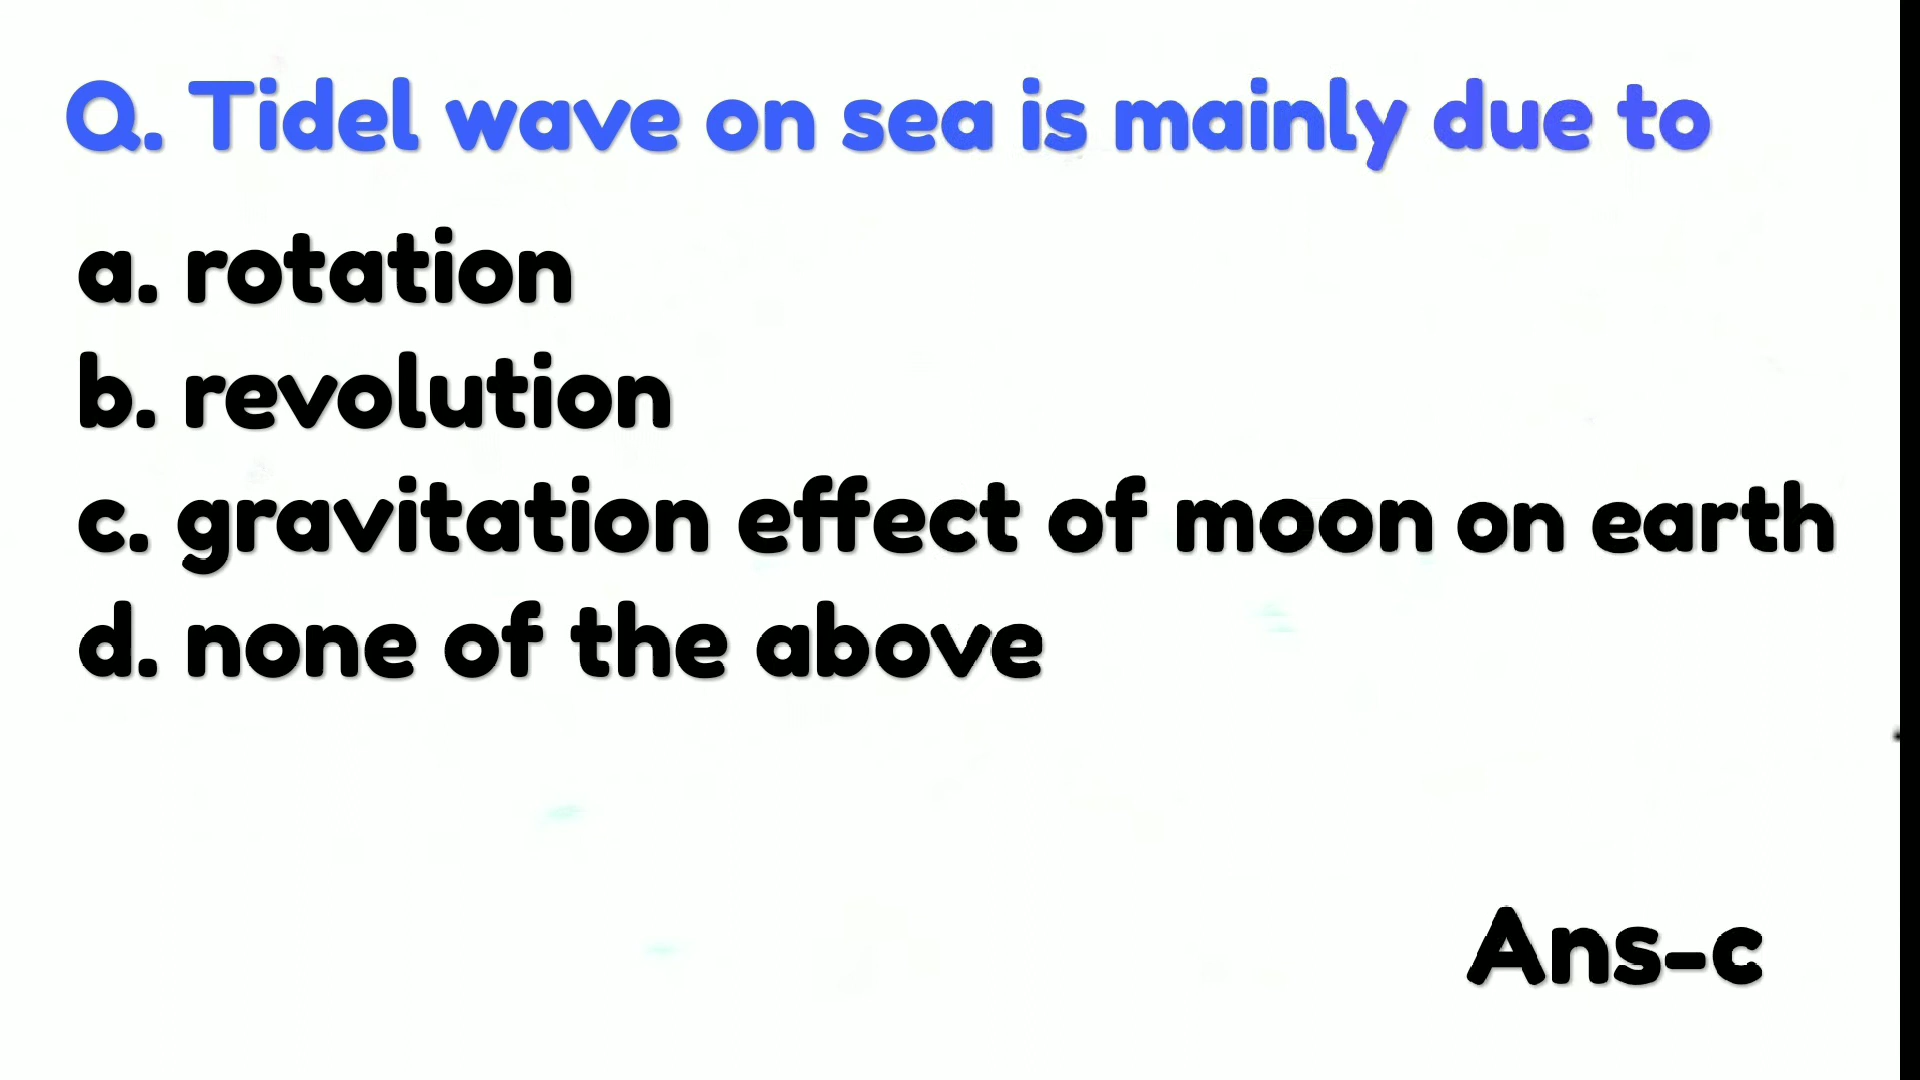 Q. Tidel wave on sea is mainly due to
a. rotation
b. revolution
c. gravitation effect of moon on earth
d. none of the above
Ans-c